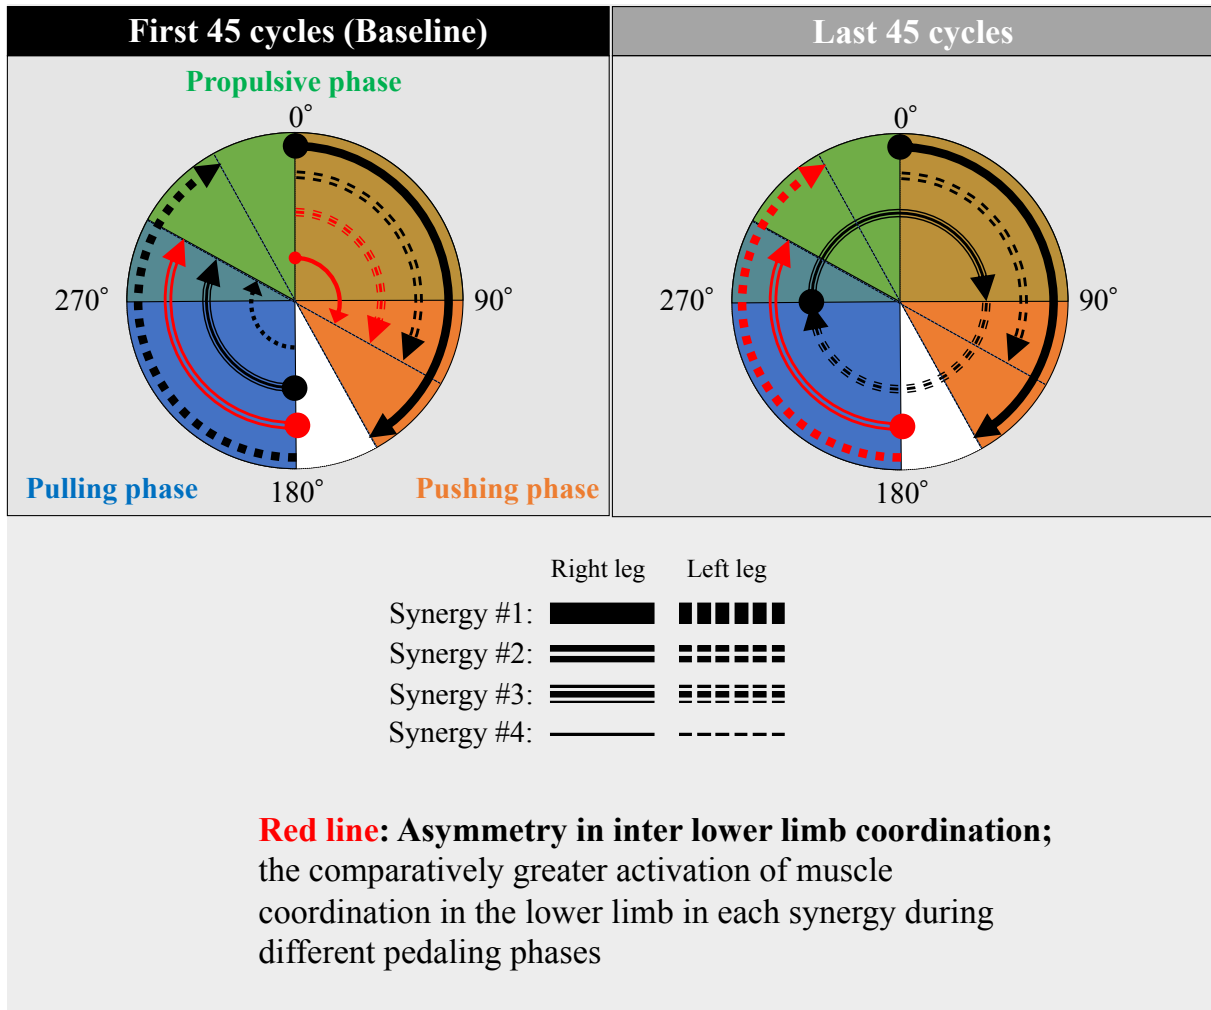 First 45 cycles (Baseline)
Last 45 cycles
Propulsive phase
0°
0°
270°
90°
270°
90°
Pulling phase
180°
Pushing phase
180°
Right leg
Left leg
Synergy #1:
Synergy #2:
Synergy #3:
Synergy #4:
Red line: Asymmetry in inter lower limb coordination;
the comparatively greater activation of muscle
coordination in the lower limb in each synergy during
different pedaling phases